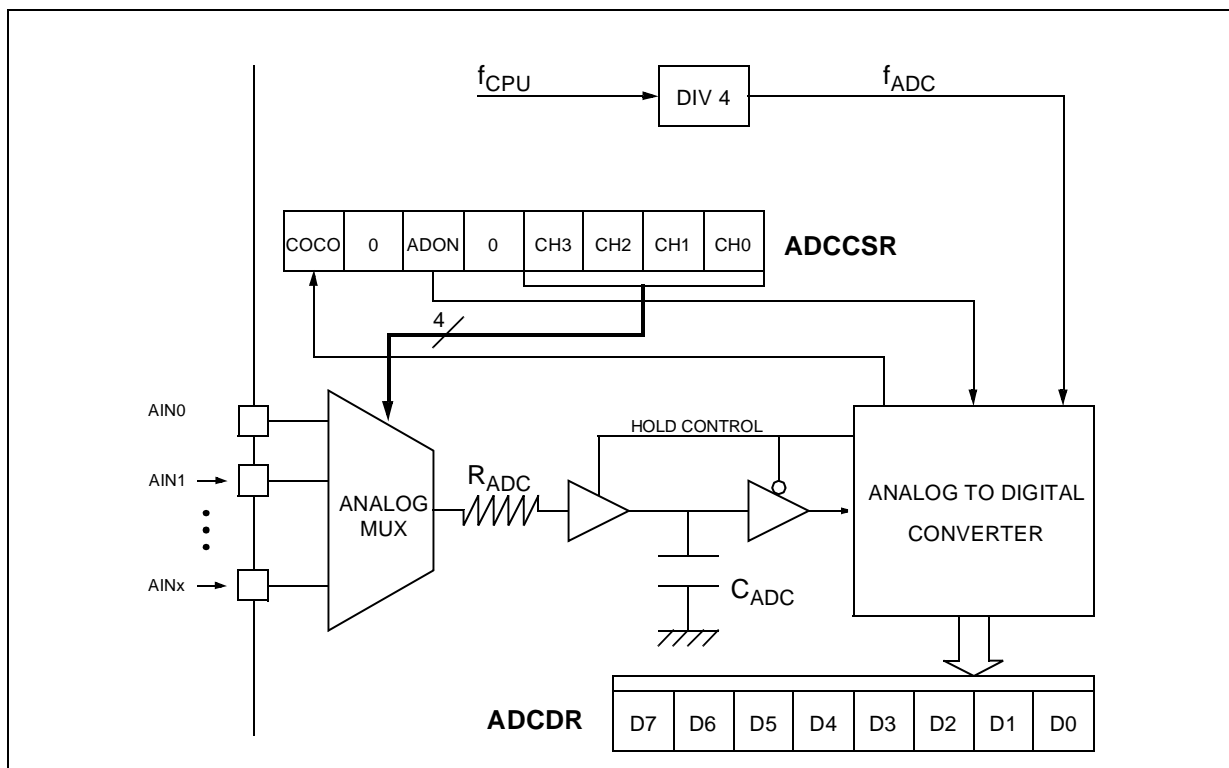 fCPU
DIV 4
fADC
COCO 0 ADON 0 CH3 CH2 CH1 CH0
ADCCSR
4
AIN0
HOLD CONTROL
AIN1
RADC
ANALOG
MUX
ANALOG TO DIGITAL
CONVERTER
AINx
CADC
ADCDR
D7 D6 D5 D4 D3 D2 D1 D0